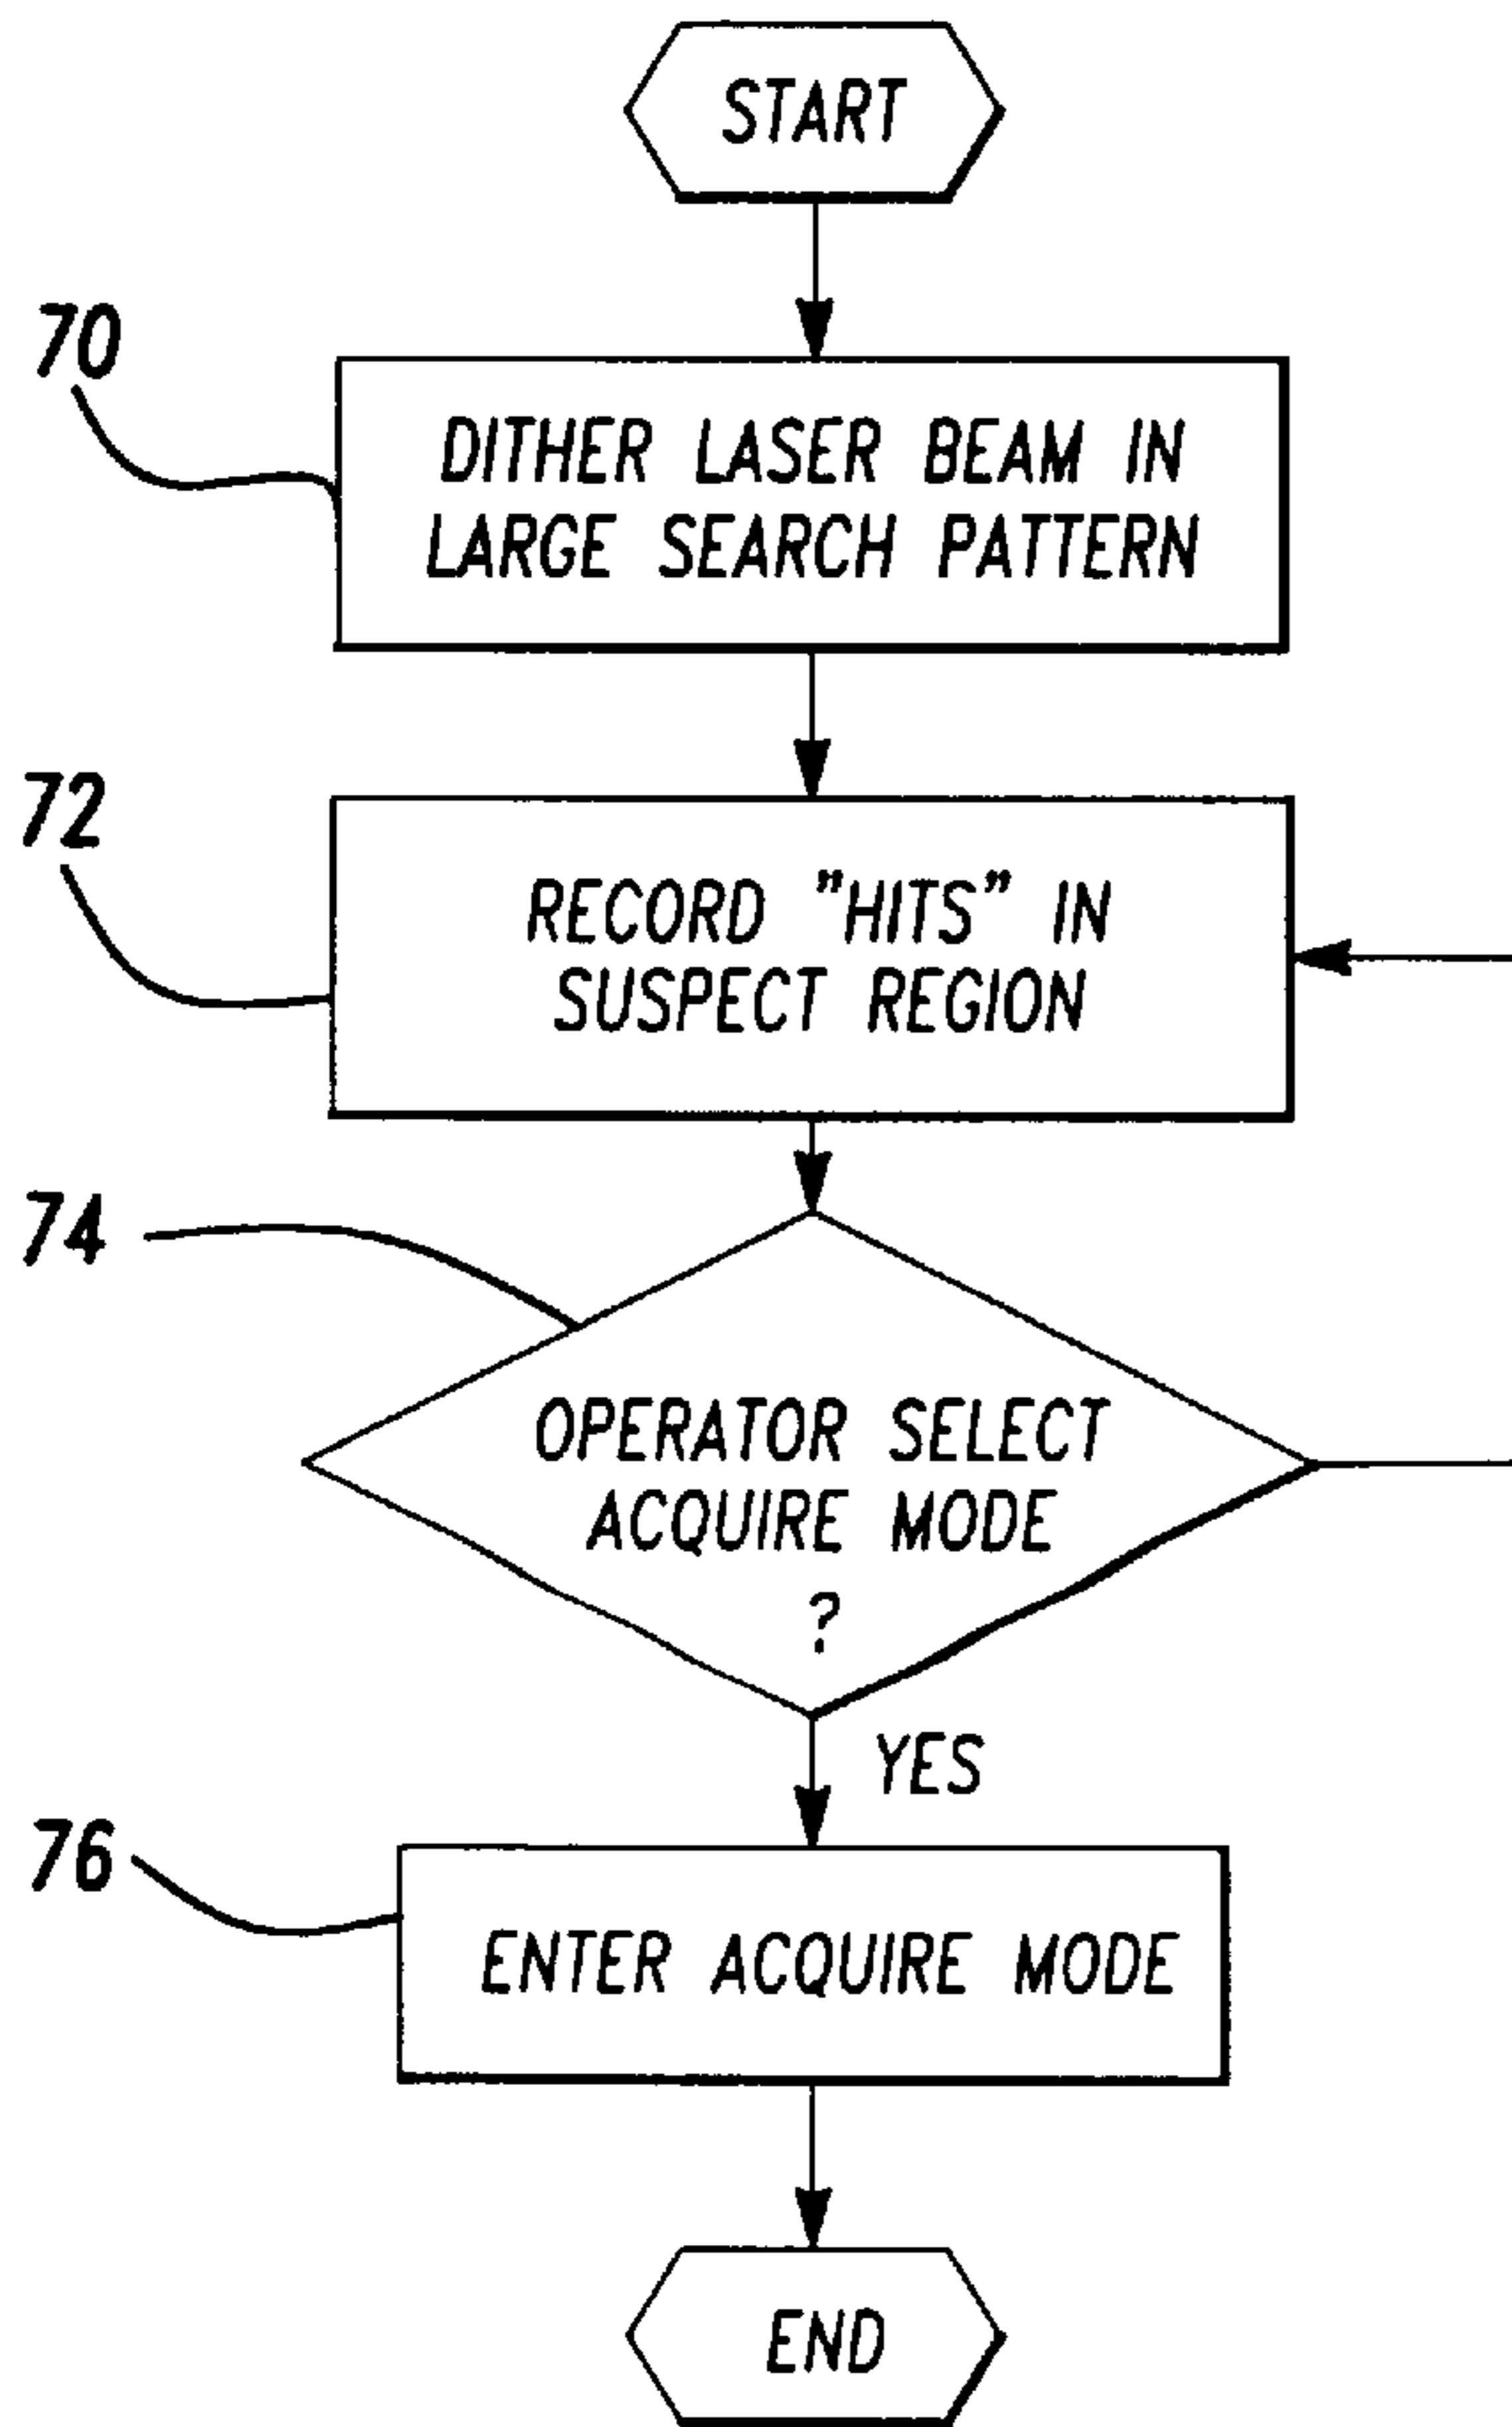 START
70
DITHER LASER BEAM IN
LARGE SEARCH PATTERN
72
RECORD "HITS" IN
SUSPECT REGION
74
OPERATOR SELECT
ACQUIRE MODE
?
YES
76
ENTER ACQUIRE MODE
END